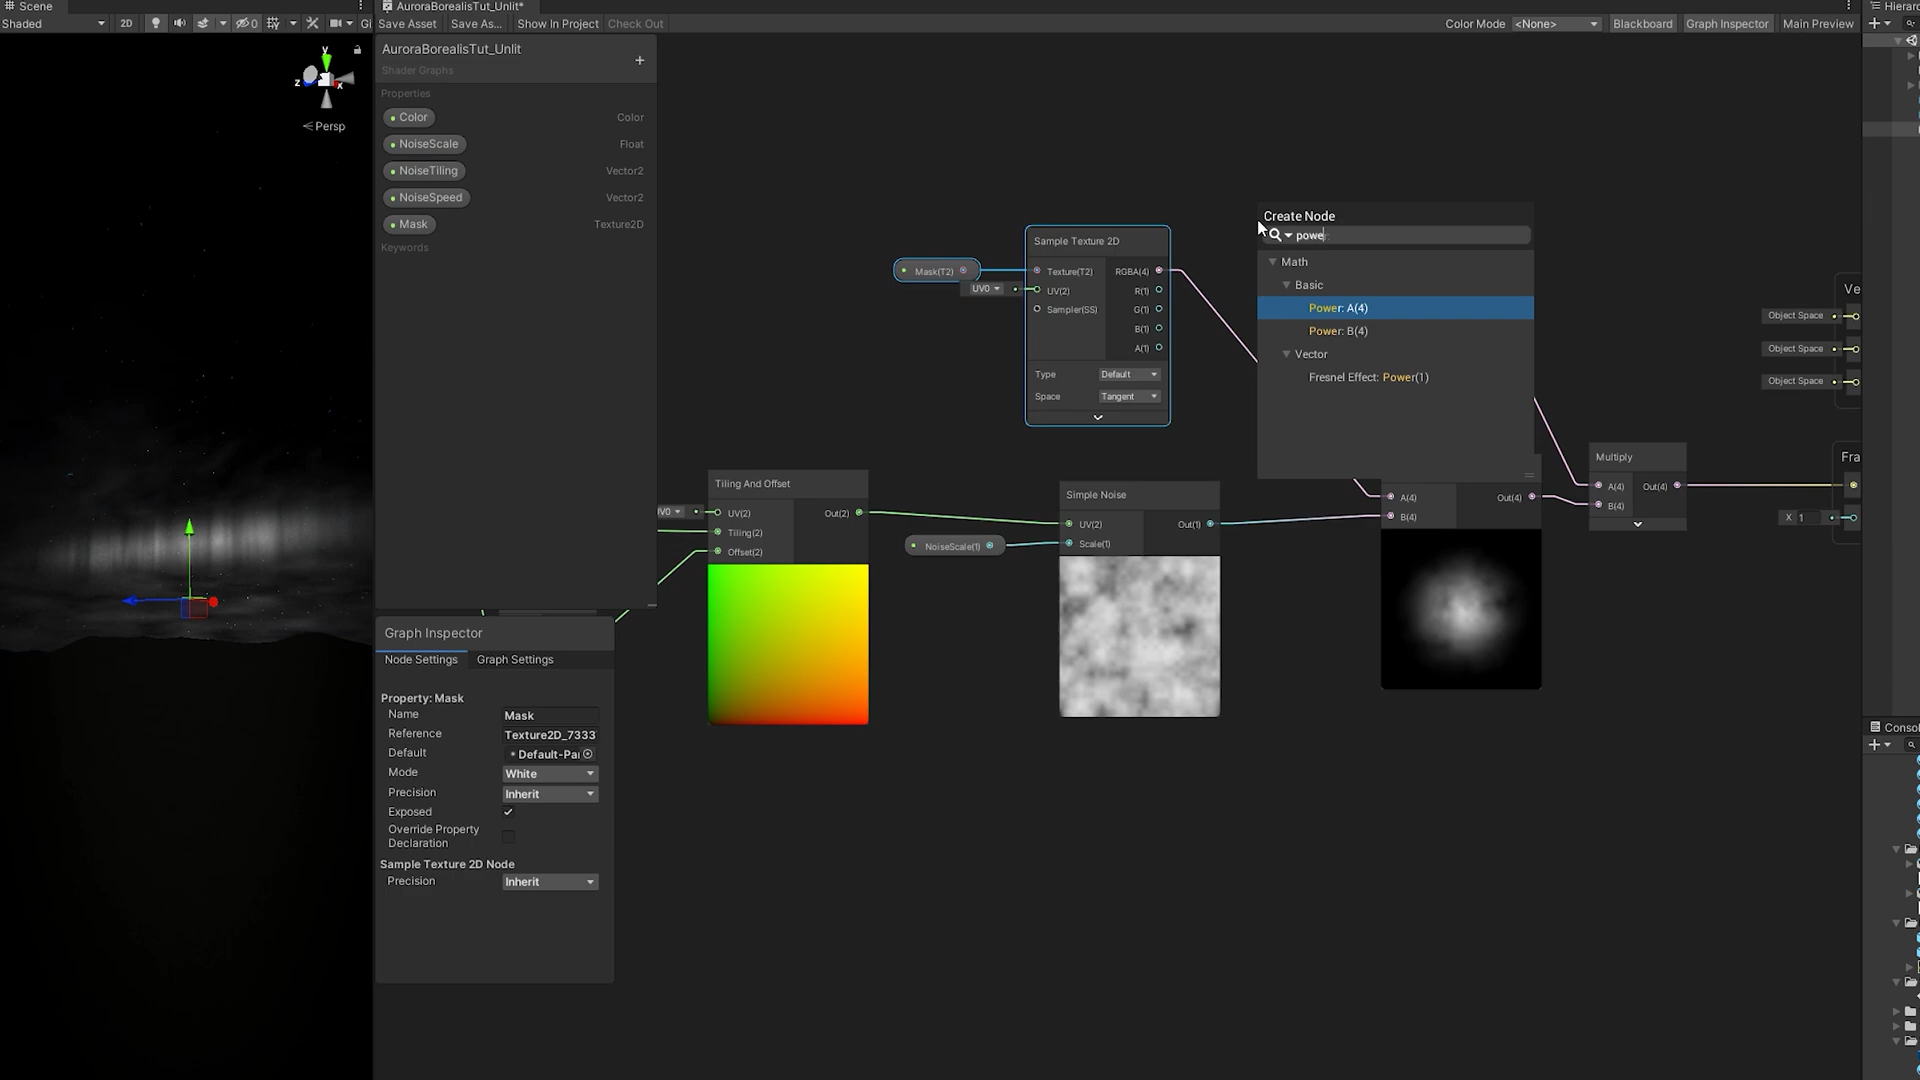 Scene
Shaded
2D
0
Gi
y
z
x
Persp
AuroraBorealisTut_Unlit*
Save Asset
Save As...
Show In Project
Check Out
Color Mode
<None>
Blackboard
Graph Inspector
Main Preview
Hierarc
AuroraBorealisTut_Unlit
Shader Graphs
Properties
Color
Color
NoiseScale
Float
NoiseTiling
Vector2
NoiseSpeed
Vector2
Mask
Texture2D
Keywords
Mask(T2)
UV0
Sample Texture 2D
Texture(T2)
RGBA(4)
UV(2)
R(1)
Sampler(SS)
G(1)
B(1)
A(1)
Type
Default
Space
Tangent
Create Node
powe
Math
Basic
Power: A(4)
Power: B(4)
Vector
Fresnel Effect: Power(1)
Ve
Object Space
Object Space
Object Space
Fra
X 1
Multiply
A(4)
Out(4)
B(4)
A(4)
Out(4)
B(4)
Tiling And Offset
UV(2)
Out(2)
Tiling(2)
Offset(2)
V0
NoiseScale(1)
Simple Noise
UV(2)
Out(1)
Scale(1)
Graph Inspector
Node Settings
Graph Settings
Property: Mask
Name
Mask
Reference
Texture2D_7333
Default
Default-Pa
Mode
White
Precision
Inherit
Exposed
Override Property
Declaration
Sample Texture 2D Node
Precision
Inherit
Consol